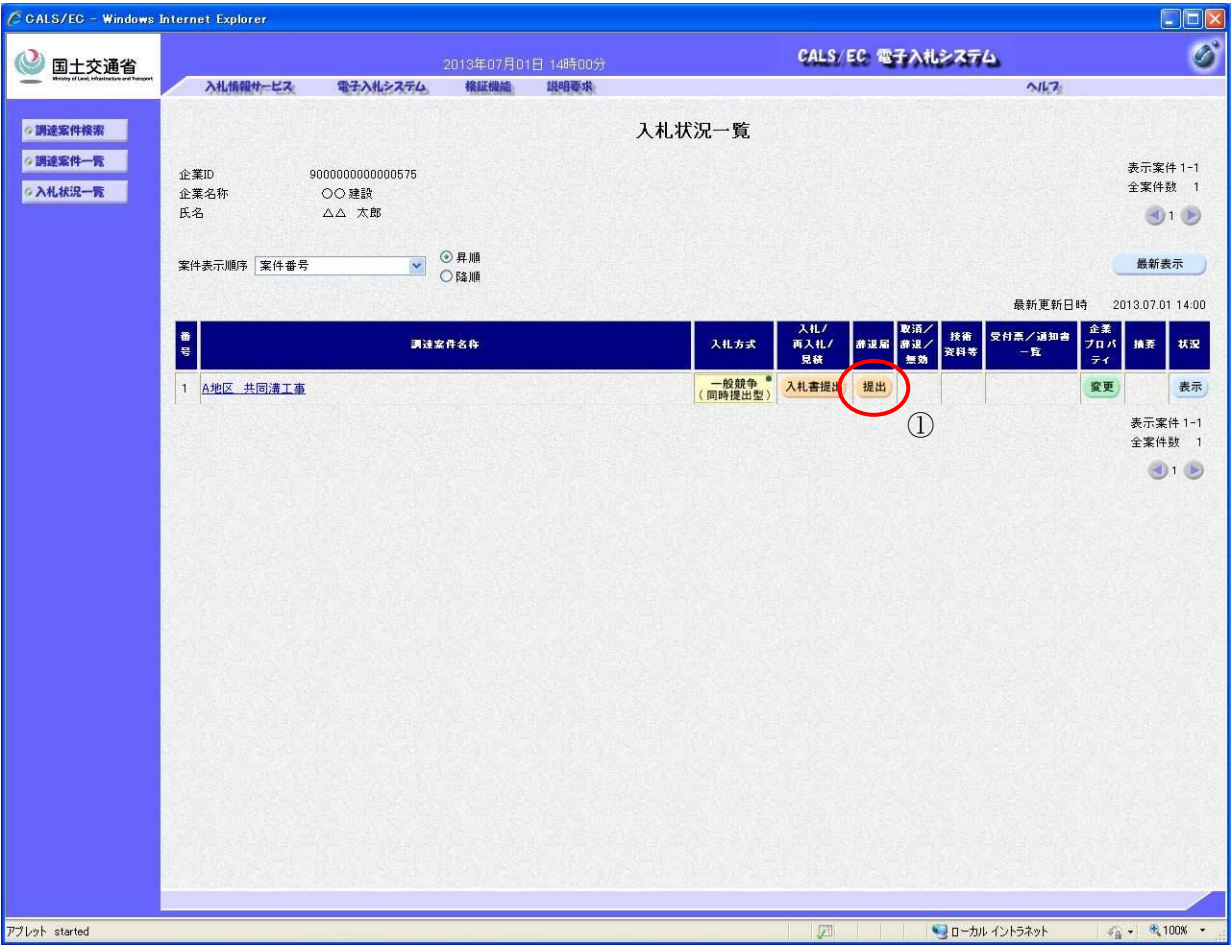 CALS/EC - Windows Internet Explorer
国土交通省
Ministry of Land, Infrastructure and Transport
2013年07月01日 14時00分
CALS/EC 電子入札システム
入札情報サービス 電子入札システム 検証機能 説明要求 ヘルプ
調達案件検索
調達案件一覧
入札状況一覧
入札状況一覧
企業ID 9000000000000575
企業名称 〇〇建設
氏名 △△ 太郎
表示案件 1-1
全案件数 1
1
案件表示順序 案件番号
昇順
降順
最新表示
最新更新日時 2013.07.01 14:00
番号 調達案件名称 入札方式 入札/再入札/見積 辞退届 取消/辞退/無効 技術資料等 受付票/通知書一覧 企業プロパティ 摘要 状況
1 A地区 共同溝工事 一般競争(同時提出型) 入札書提出 提出 変更 表示
①
表示案件 1-1
全案件数 1
1
アプレット started
ローカル イントラネット
100%